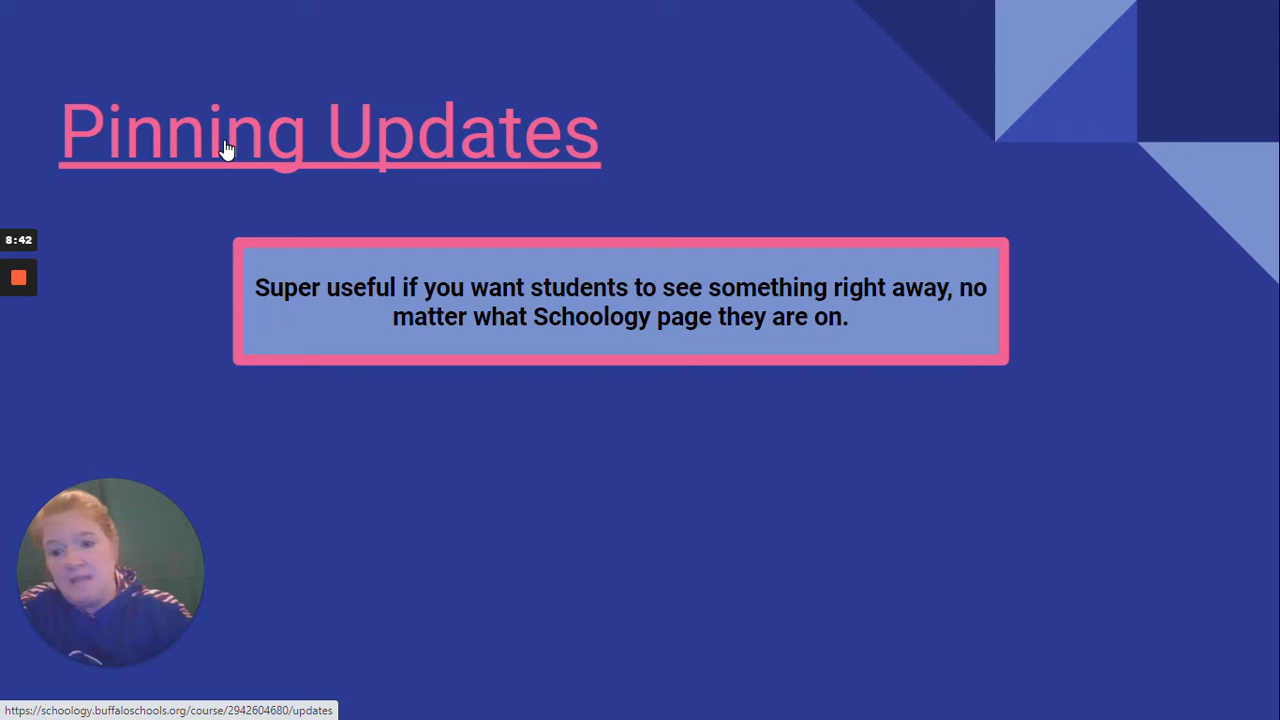 Pinning Updates
8:42
Super useful if you want students to see something right away, no
matter what Schoology page they are on.
https://schoology.buffaloschools.org/course/2942604680/updates